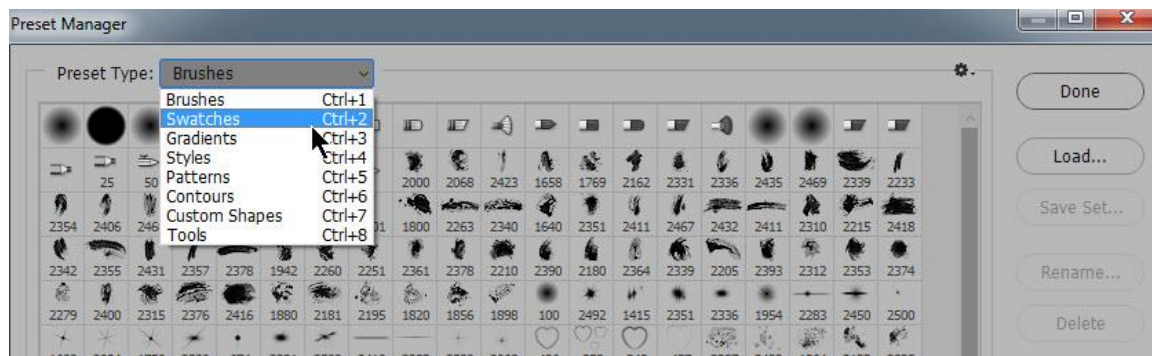 Preset Manager
Preset Type: Brushes
Done
Brushes Ctrl+1
Swatches Ctrl+2
Gradients Ctrl+3
Styles Ctrl+4
Patterns Ctrl+5
Contours Ctrl+6
Custom Shapes Ctrl+7
Tools Ctrl+8
Load...
Save Set...
Rename...
Delete
25 50 2000 2068 2423 1658 1769 2162 2331 2336 2435 2469 2339 2233
2354 2406 1800 2263 2340 1640 2351 2411 2467 2432 2411 2310 2215 2418
2342 2355 2431 2357 2378 1942 2260 2251 2361 2378 2210 2390 2180 2364 2339 2205 2393 2312 2353 2374
2279 2400 2315 2376 2416 1880 2181 2195 1820 1856 1898 100 2492 1415 2351 2336 1954 2283 2450 2500